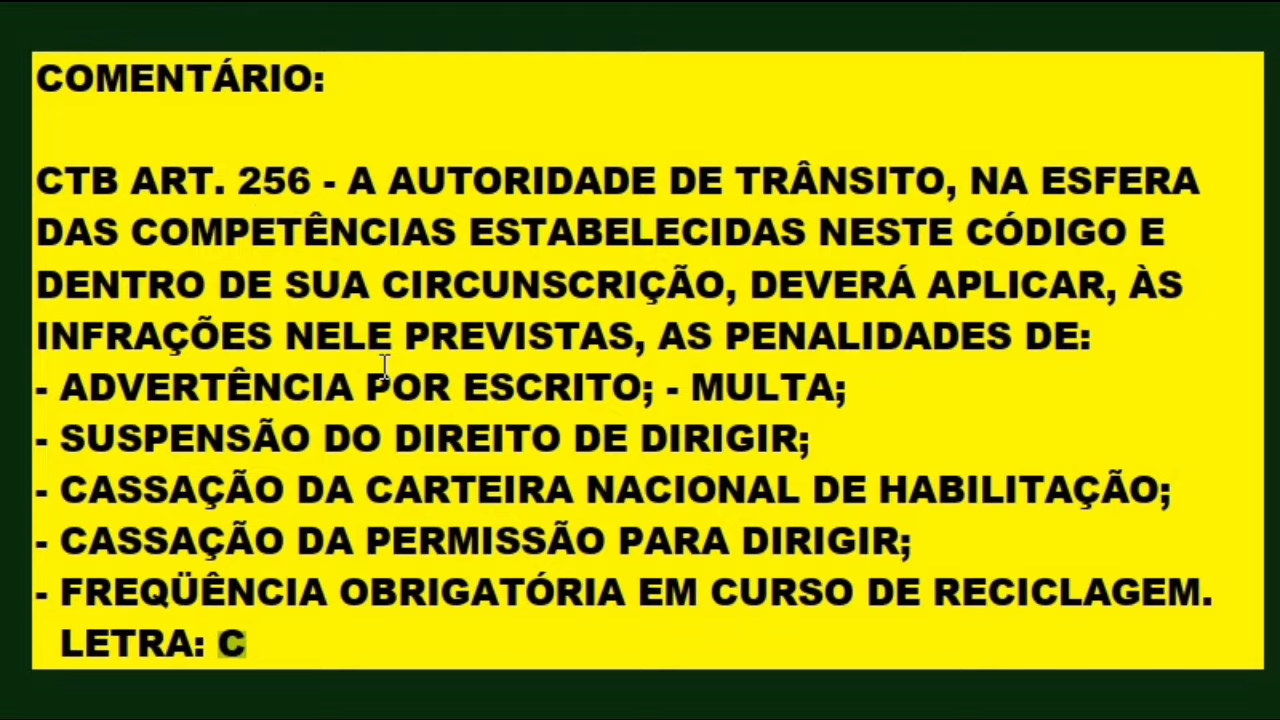 COMENTÁRIO:
CTB ART. 256 - A AUTORIDADE DE TRÂNSITO, NA ESFERA
DAS COMPETÊNCIAS ESTABELECIDAS NESTE CÓDIGO E
DENTRO DE SUA CIRCUNSCRIÇÃO, DEVERÁ APLICAR, ÀS
INFRAÇÕES NELE PREVISTAS, AS PENALIDADES DE:
- ADVERTÊNCIA POR ESCRITO; - MULTA;
- SUSPENSÃO DO DIREITO DE DIRIGIR;
- CASSAÇÃO DA CARTEIRA NACIONAL DE HABILITAÇÃO;
- CASSAÇÃO DA PERMISSÃO PARA DIRIGIR;
- FREQÜÊNCIA OBRIGATÓRIA EM CURSO DE RECICLAGEM.
LETRA: C